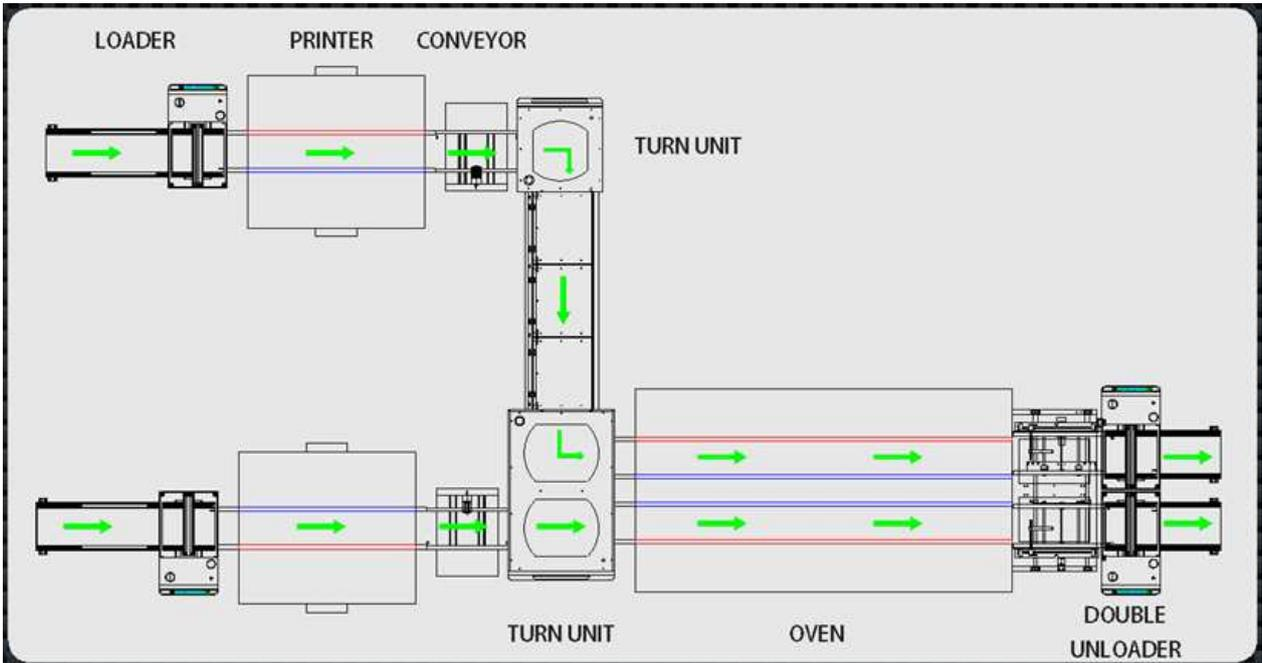 LOADER
PRINTER
CONVEYOR
TURN UNIT
TURN UNIT
OVEN
DOUBLE
UNLOADER